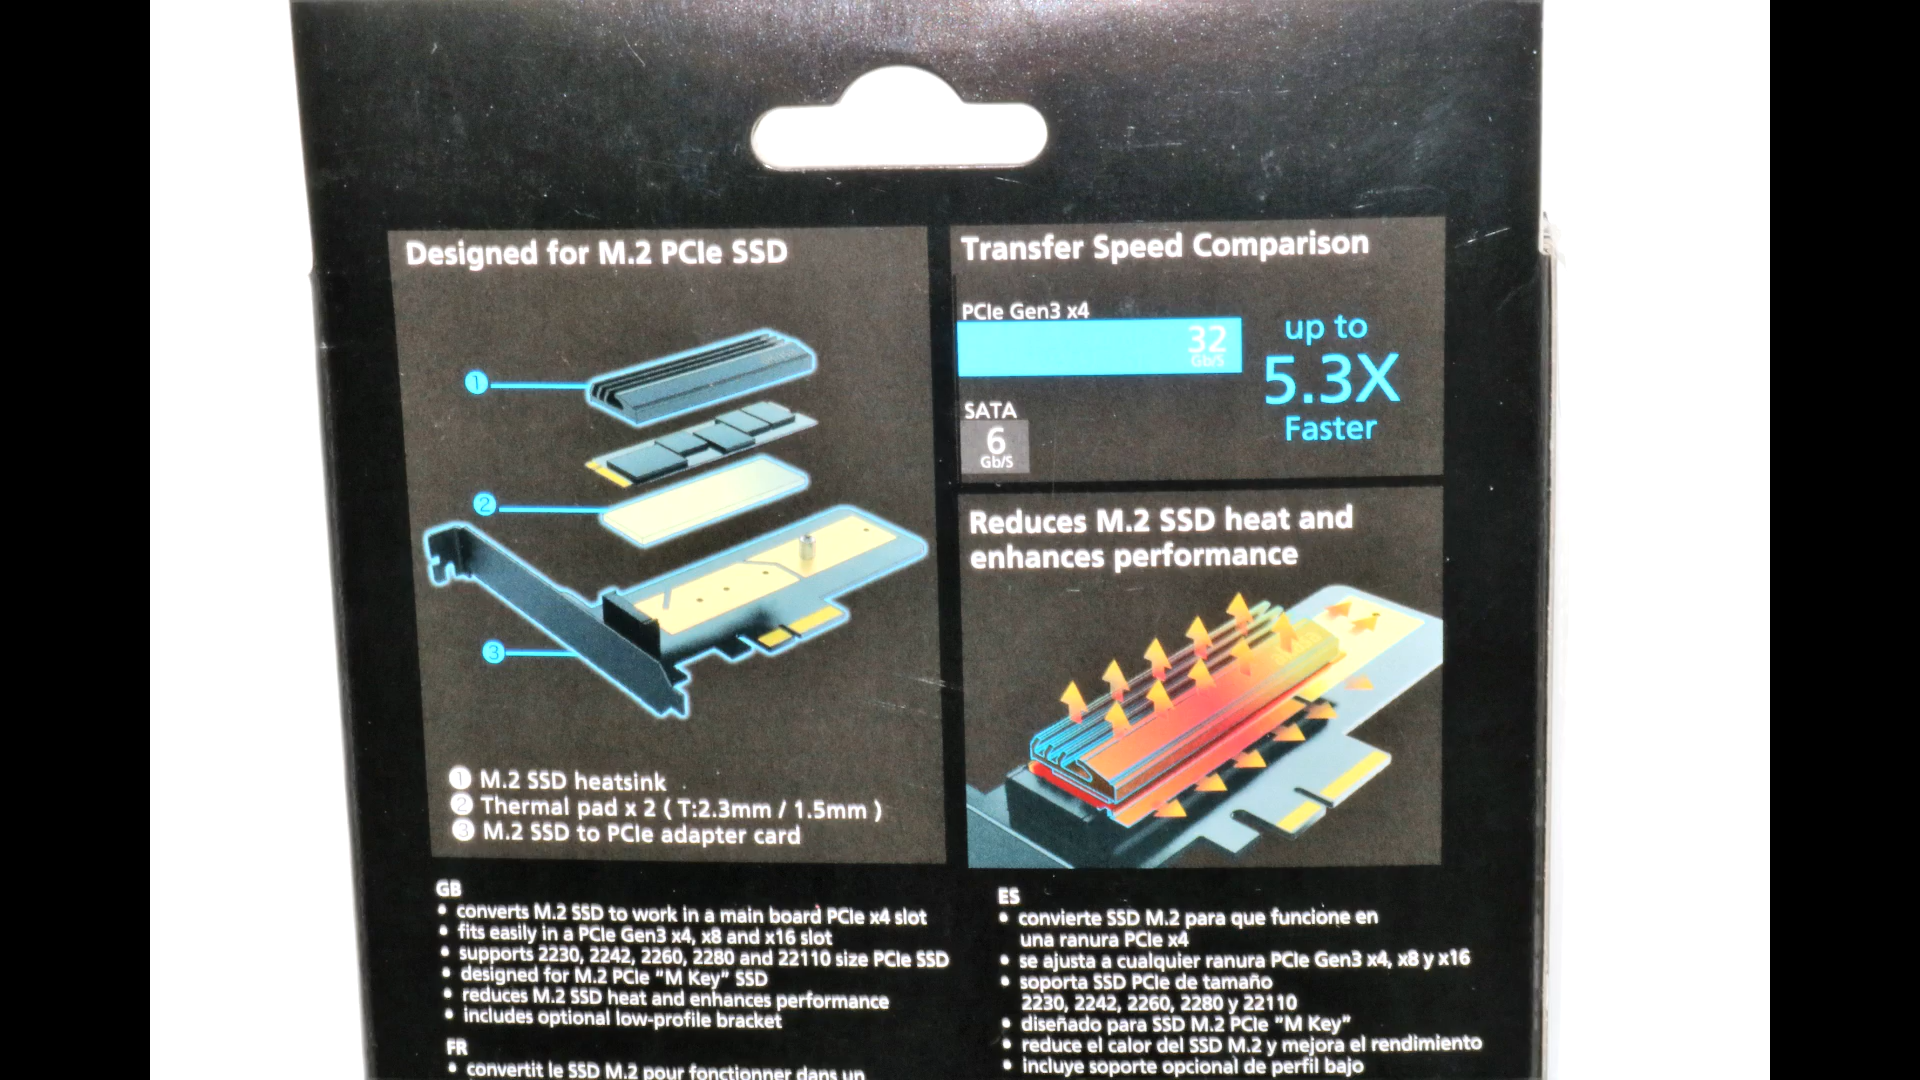 Designed for M.2 PCIe SSD
1
2
3
1 M.2 SSD heatsink
2 Thermal pad x 2 ( T:2.3mm / 1.5mm )
3 M.2 SSD to PCIe adapter card
Transfer Speed Comparison
PCIe Gen3 x4
32
Gb/S
SATA
6
Gb/S
up to
5.3X
Faster
Reduces M.2 SSD heat and
enhances performance
GB
• converts M.2 SSD to work in a main board PCIe x4 slot
• fits easily in a PCIe Gen3 x4, x8 and x16 slot
• supports 2230, 2242, 2260, 2280 and 22110 size PCIe SSD
• designed for M.2 PCIe "M Key" SSD
• reduces M.2 SSD heat and enhances performance
• includes optional low-profile bracket
FR
• convertit le SSD M.2 pour fonctionner dans un
ES
• convierte SSD M.2 para que funcione en
una ranura PCIe x4
• se ajusta a cualquier ranura PCIe Gen3 x4, x8 y x16
• soporta SSD PCIe de tamaño
2230, 2242, 2260, 2280 y 22110
• diseñado para SSD M.2 PCIe "M Key"
• reduce el calor del SSD M.2 y mejora el rendimiento
• incluye soporte opcional de perfil bajo